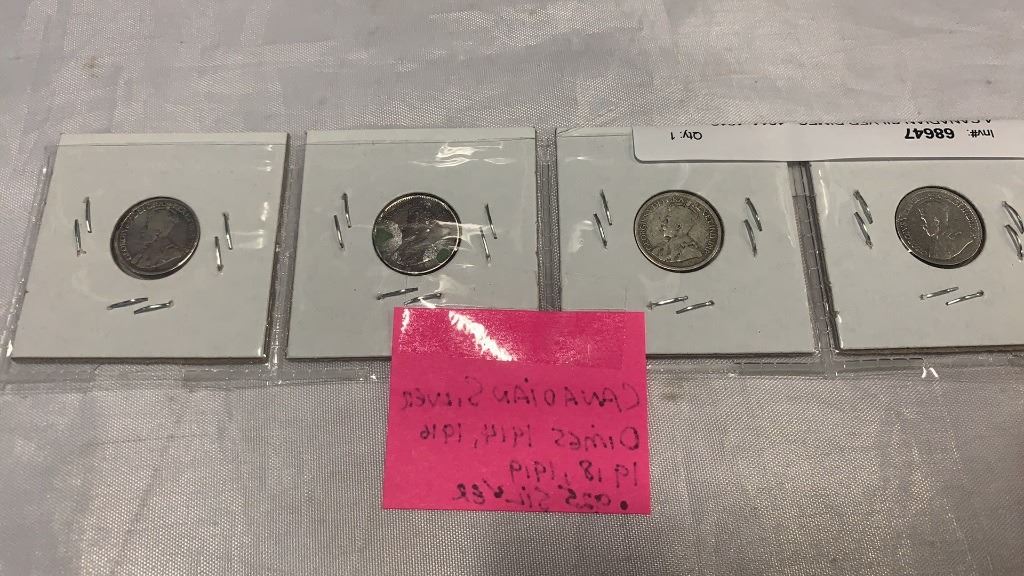 Inv#: 68647
Qty: 1
CANADIAN SILVER
Dimes 1914, 1916
1918, 1919
.925 SILVER